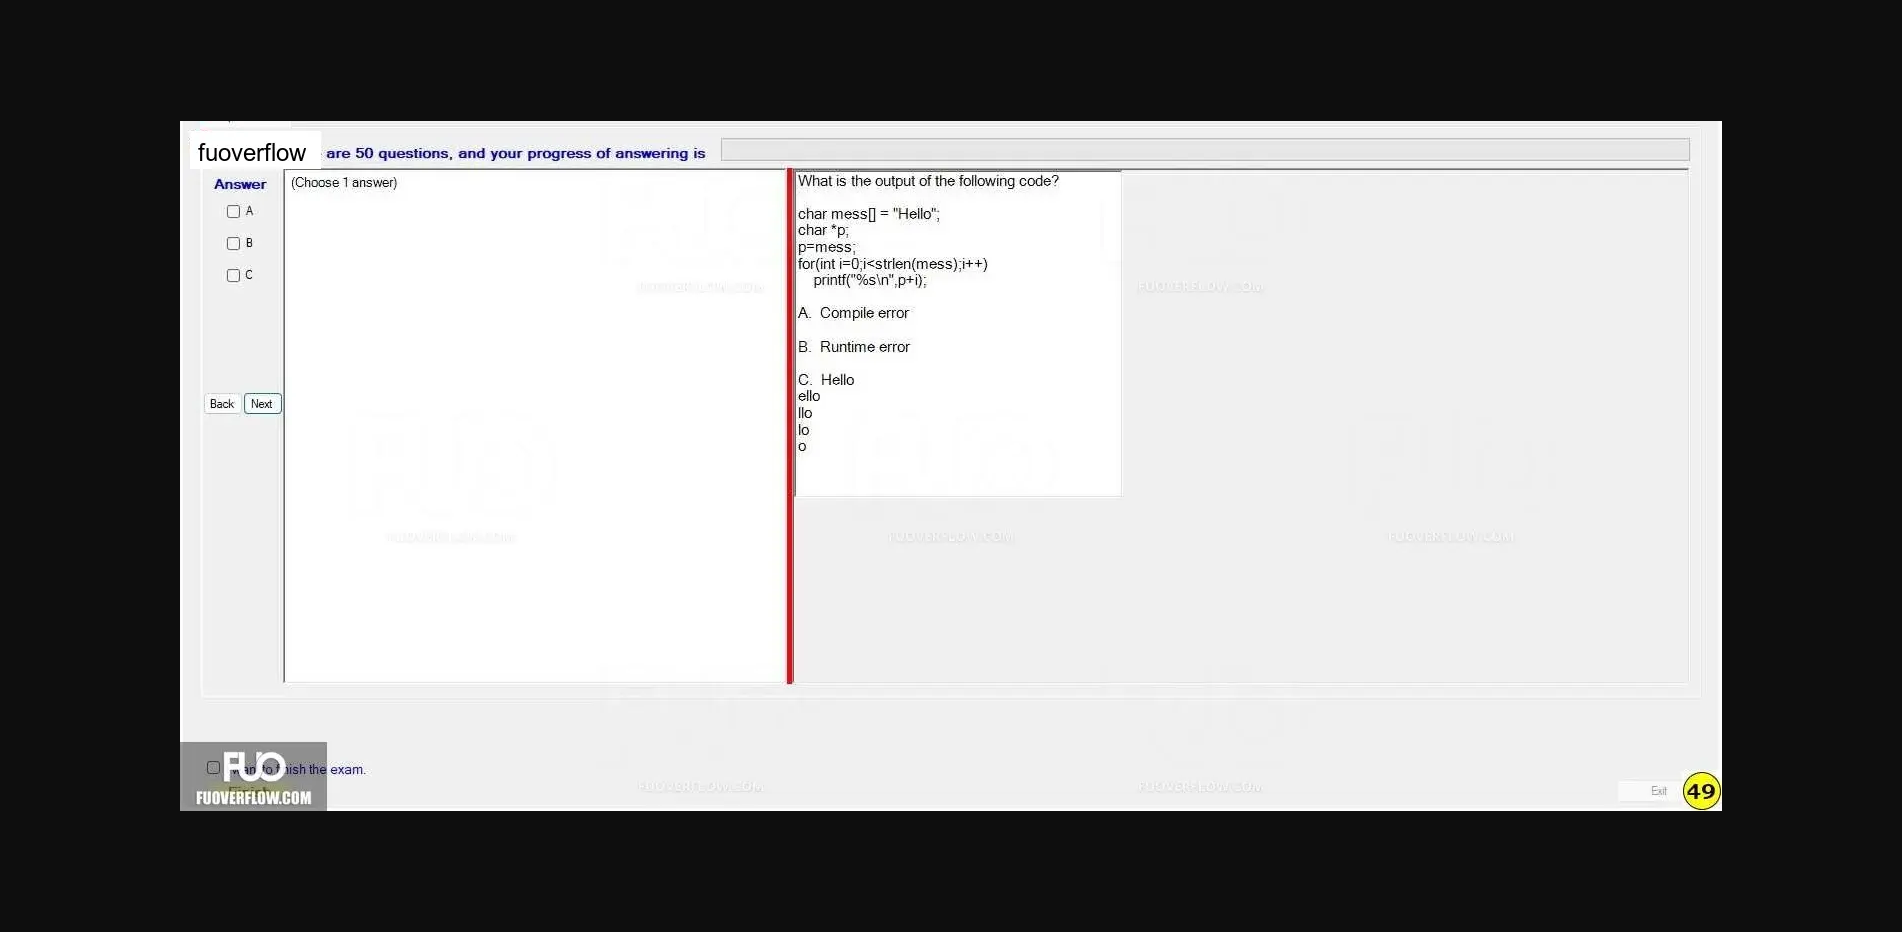 fuoverflow are 50 questions, and your progress of answering is
Answer
(Choose 1 answer)
A
B
C
Back Next
What is the output of the following code?
char mess[] = "Hello";
char *p;
p=mess;
for(int i=0;i<strlen(mess);i++)
printf("%s\n",p+i);
A. Compile error
B. Runtime error
C. Hello
ello
llo
lo
o
FUOVERFLOW.COM
FUOVERFLOW.COM
FUOVERFLOW.COM
FUOVERFLOW.COM
FUOVERFLOW.COM
FUOVERFLOW.COM
FUOVERFLOW.COM
FUO
to finish the exam.
Finish
FUOVERFLOW.COM
Exit
49